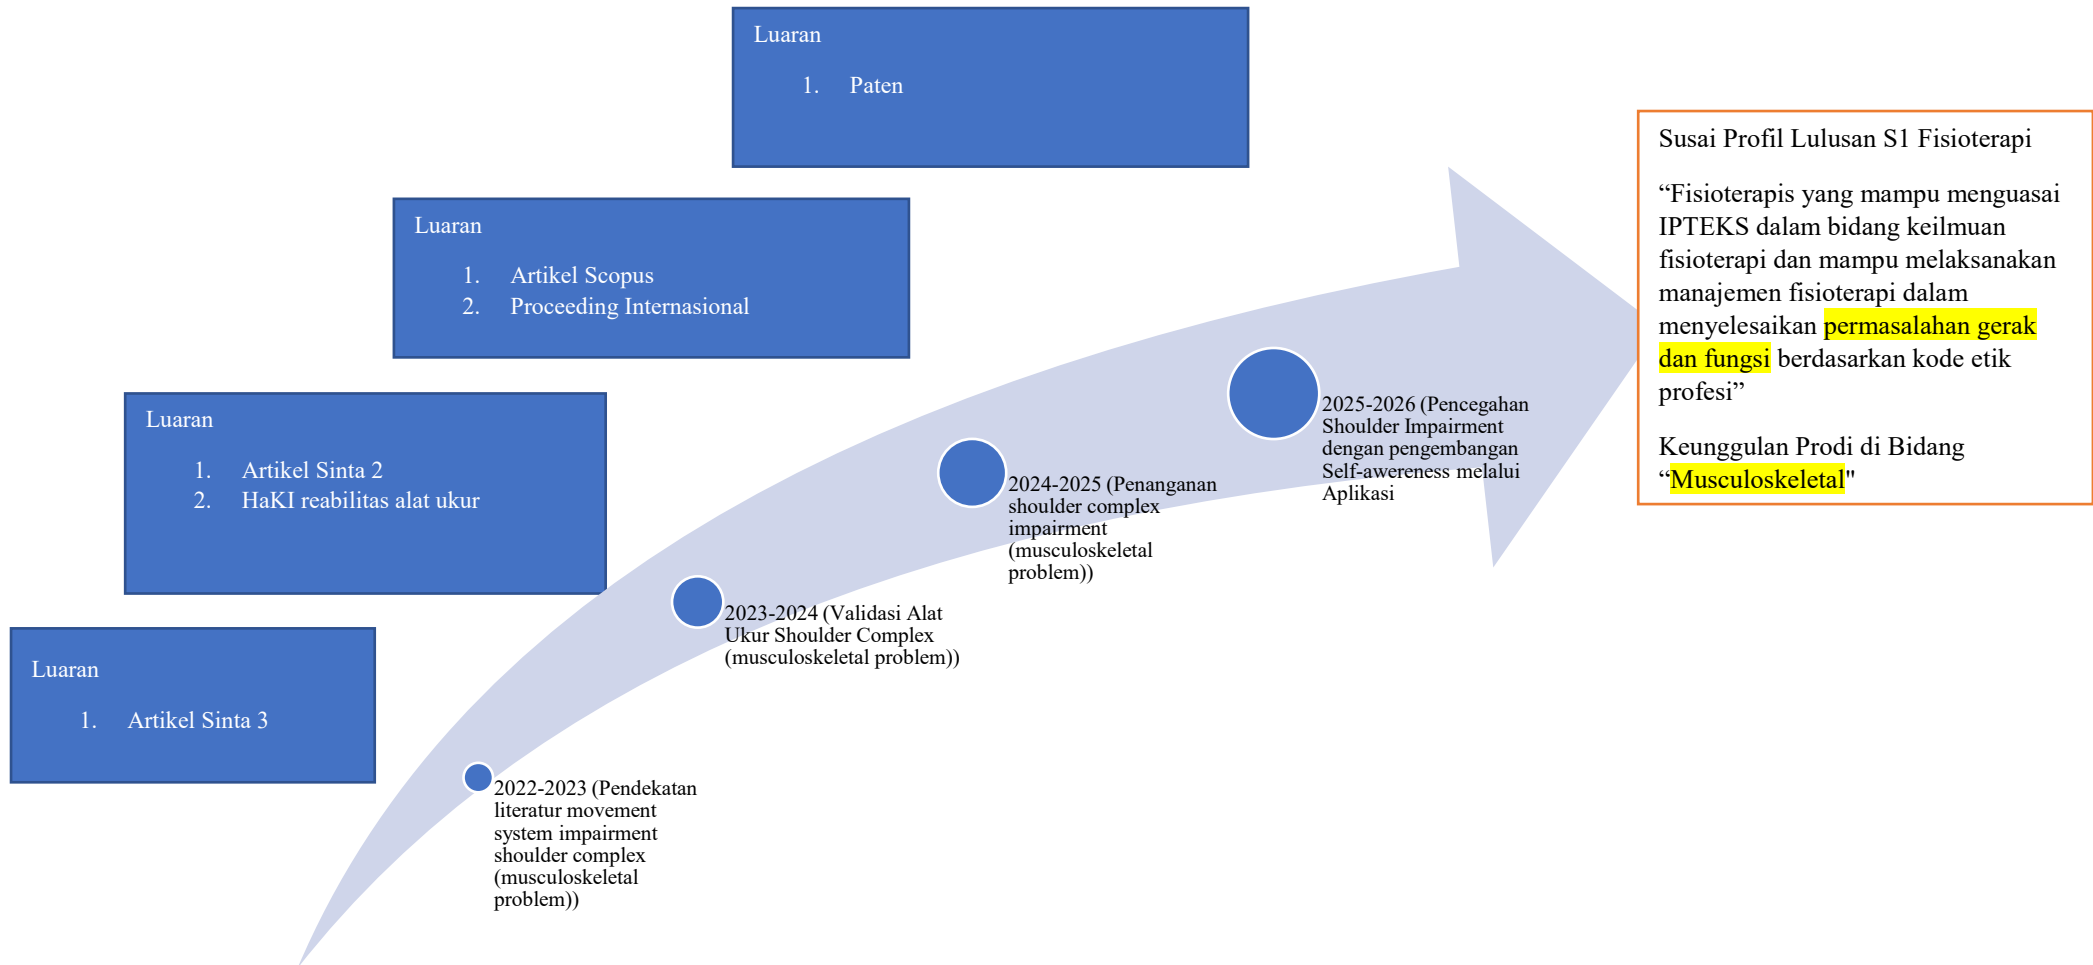 Luaran
1. Paten
Luaran
1. Artikel Scopus
2. Proceeding Internasional
Luaran
1. Artikel Sinta 2
2. HaKI reabilitas alat ukur
Luaran
1. Artikel Sinta 3
2022-2023 (Pendekatan
literatur movement
system impairment
shoulder complex
(musculoskeletal
problem))
2023-2024 (Validasi Alat
Ukur Shoulder Complex
(musculoskeletal problem))
2024-2025 (Penanganan
shoulder complex
impairment
(musculoskeletal
problem))
2025-2026 (Pencegahan
Shoulder Impairment
dengan pengembangan
Self-awereness melalui
Aplikasi
Susai Profil Lulusan S1 Fisioterapi
“Fisioterapis yang mampu menguasai
IPTEKS dalam bidang keilmuan
fisioterapi dan mampu melaksanakan
manajemen fisioterapi dalam
menyelesaikan permasalahan gerak
dan fungsi berdasarkan kode etik
profesi”
Keunggulan Prodi di Bidang
“Musculoskeletal"